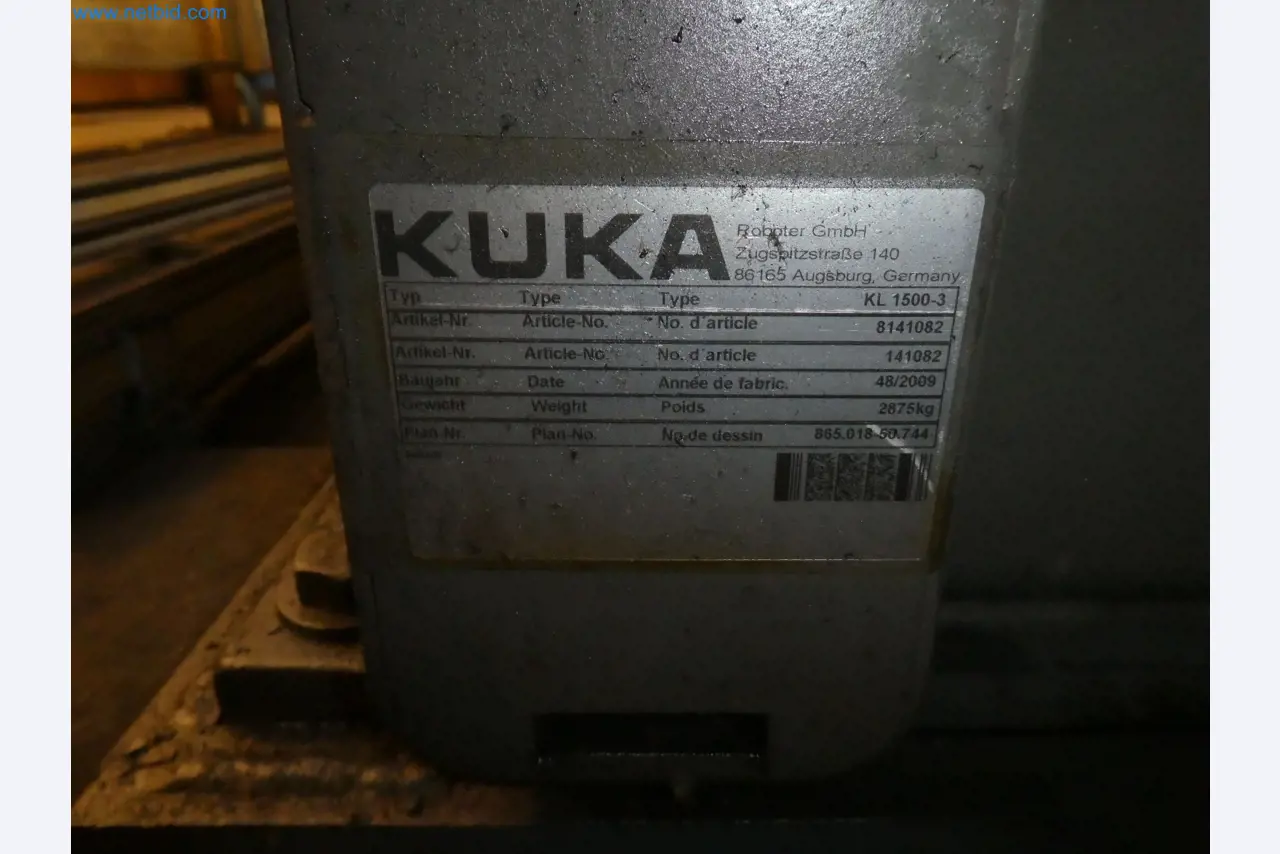 www.netbid.com
KUKA
Roboter GmbH
Zugspitzstraße 140
86165 Augsburg, Germany
Typ Type Type KL 1500-3
Artikel-Nr. Article-No. No. d´article 8141082
Artikel-Nr. Article-No. No. d´article 141082
Baujahr Date Année de fabric. 48/2009
Gewicht Weight Poids 2875kg
Plan-Nr. Plan-No. No.de dessin 865.018-50.744